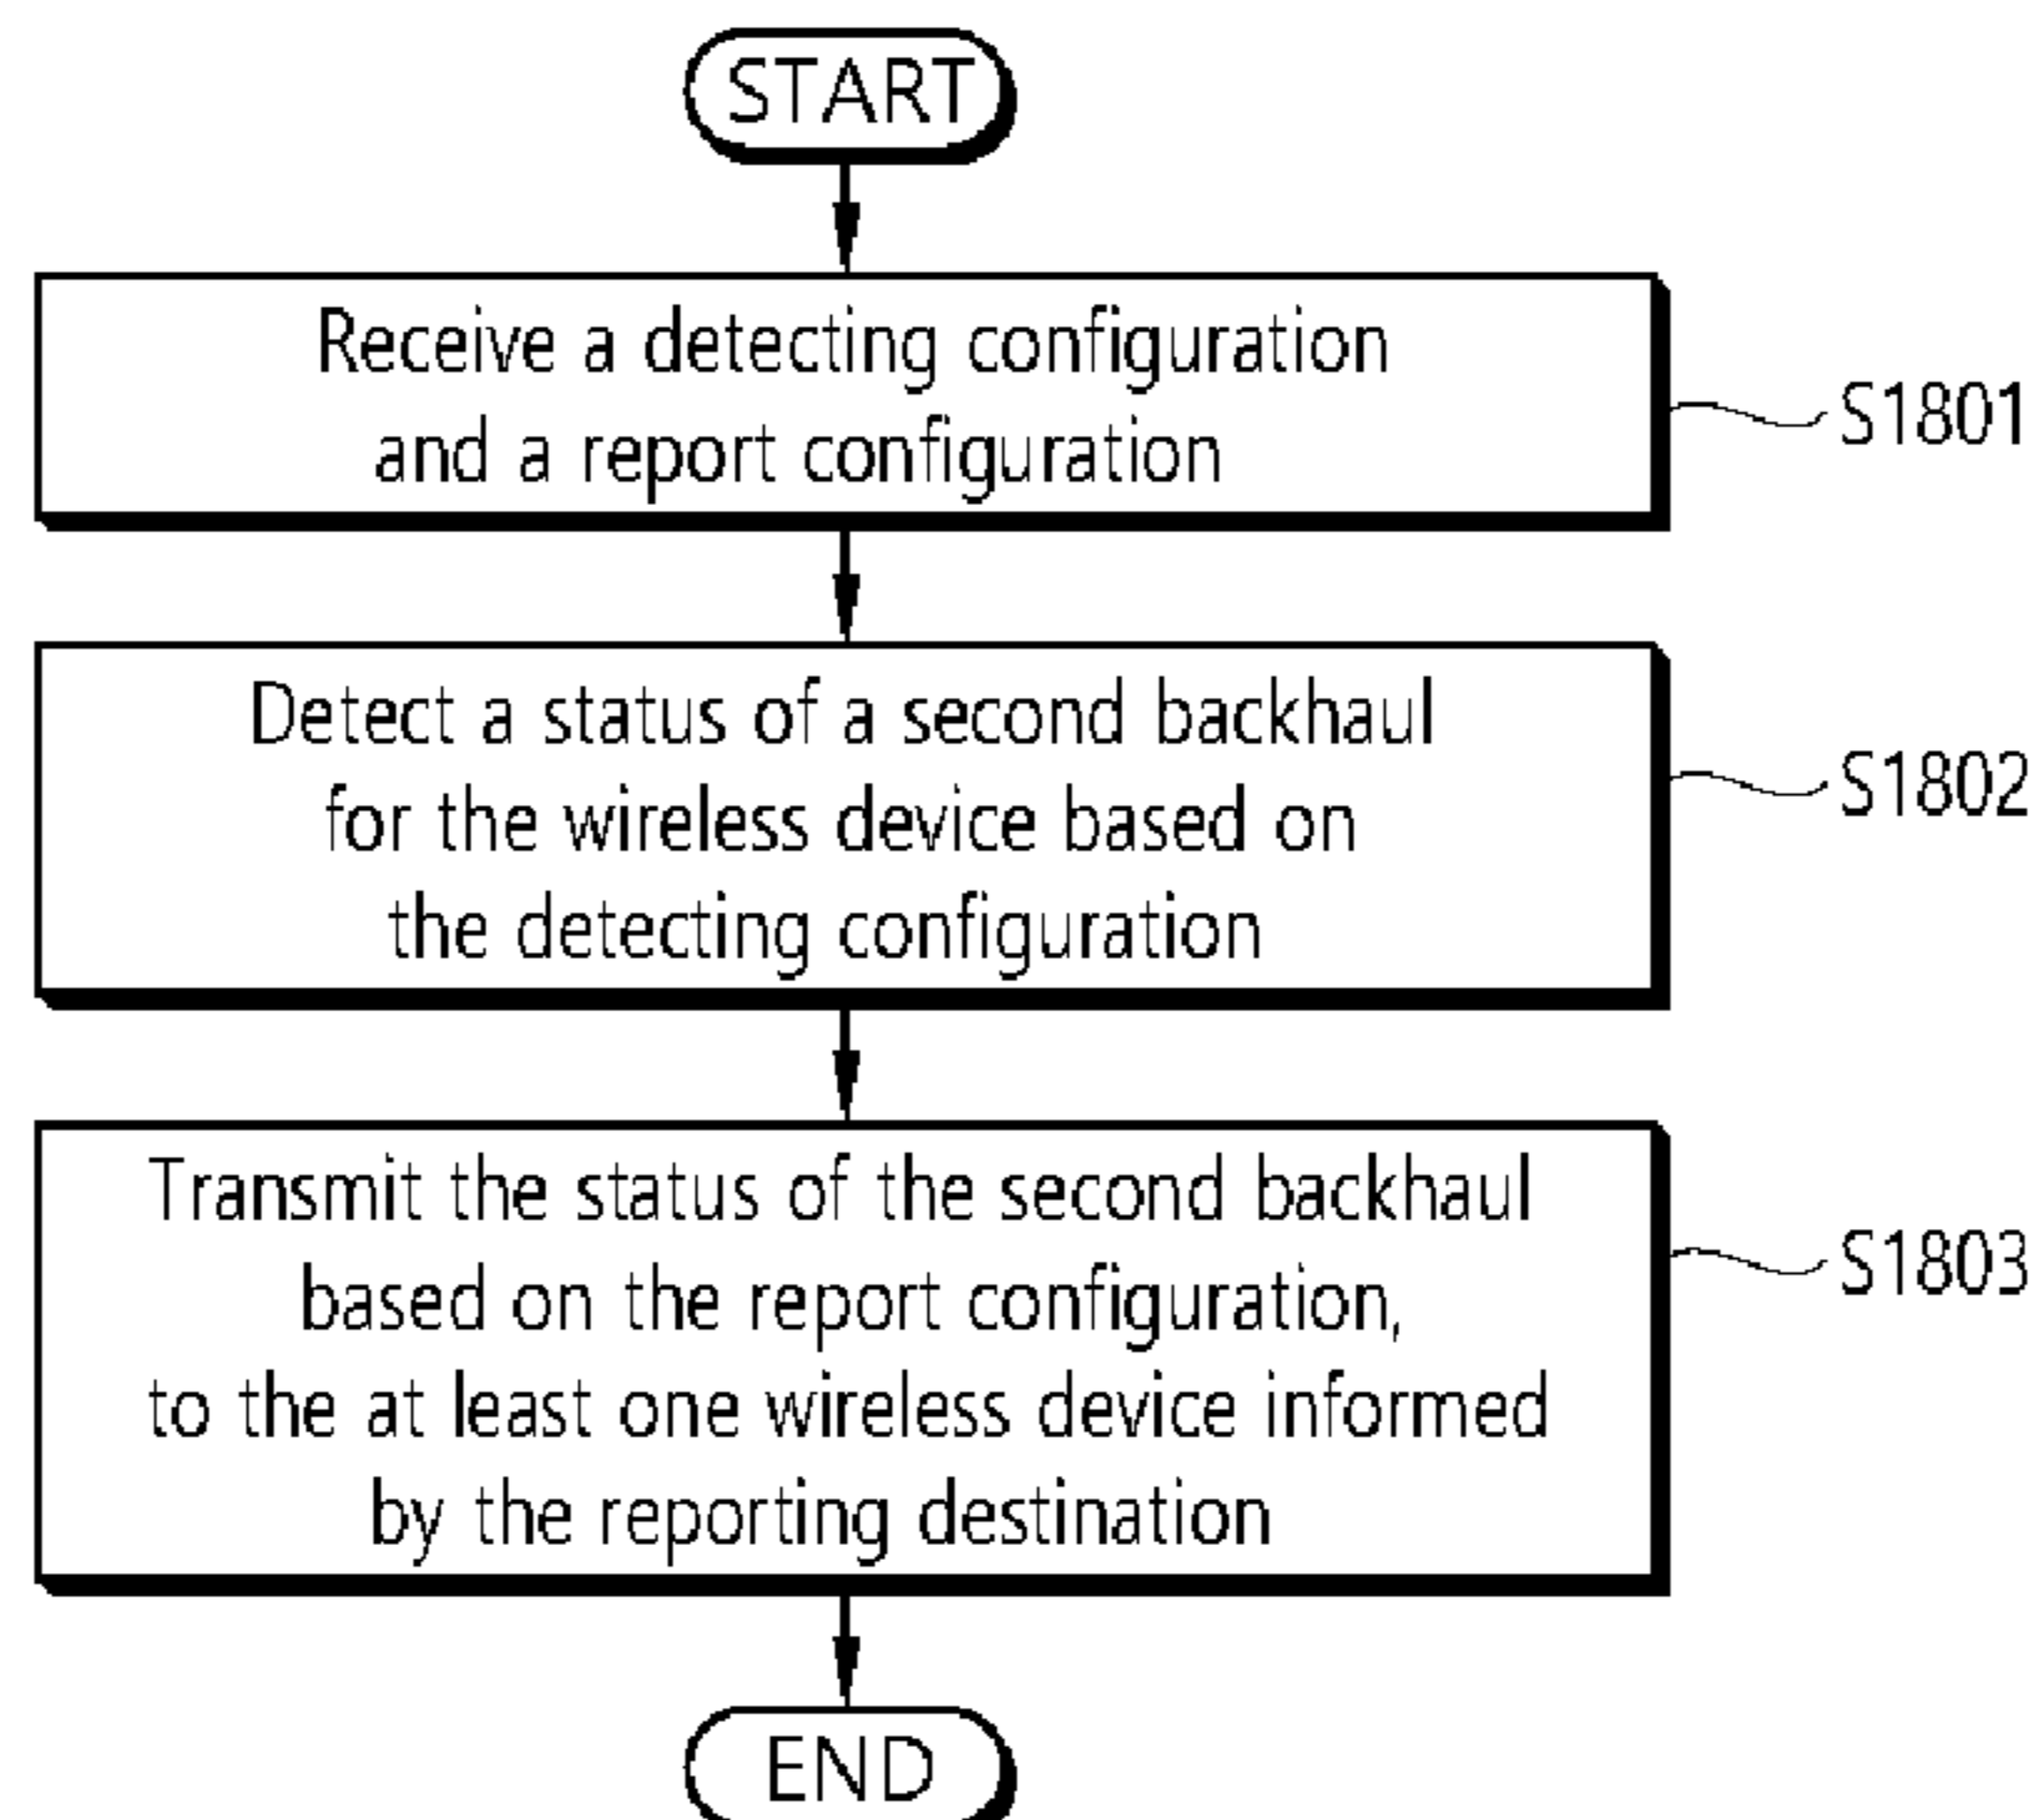 START
Receive a detecting configuration
and a report configuration
S1801
Detect a status of a second backhaul
for the wireless device based on
the detecting configuration
S1802
Transmit the status of the second backhaul
based on the report configuration,
to the at least one wireless device informed
by the reporting destination
S1803
END